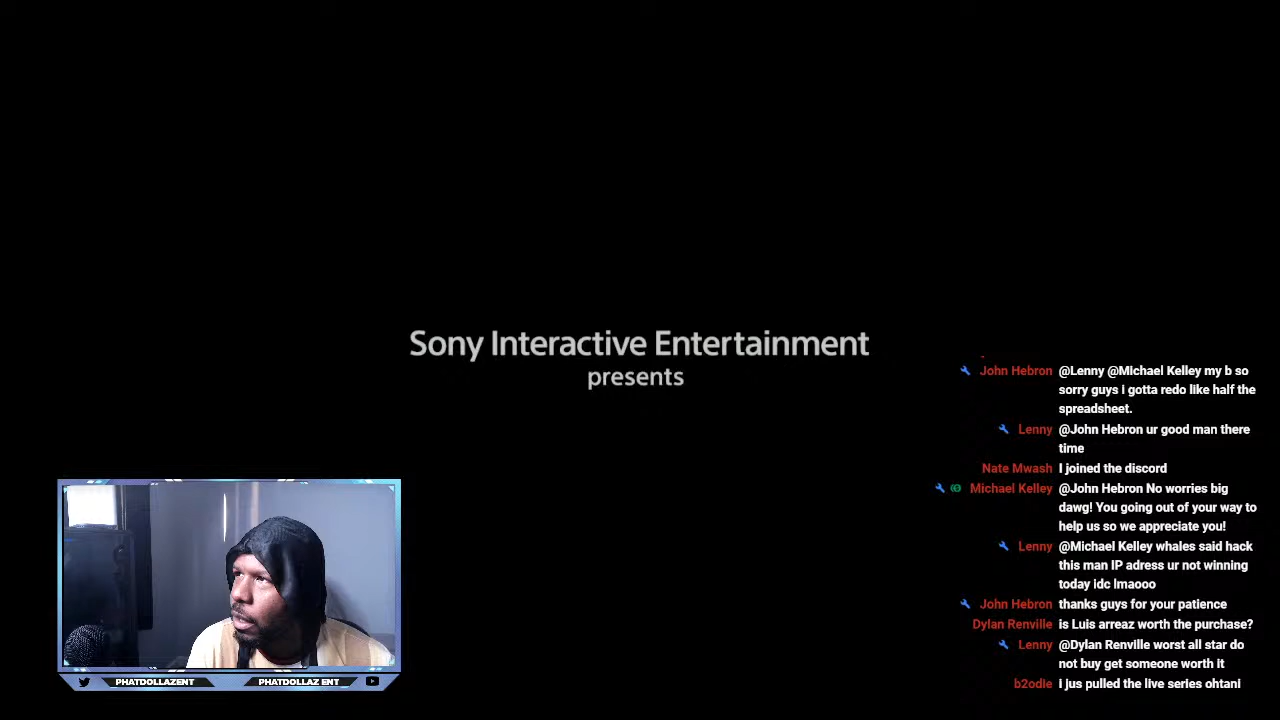 Sony Interactive Entertainment
presents
John Hebron @Lenny @Michael Kelley my b so
sorry guys i gotta redo like half the
spreadsheet.
Lenny @John Hebron ur good man there
time
Nate Mwash I joined the discord
Michael Kelley @John Hebron No worries big
dawg! You going out of your way to
help us so we appreciate you!
Lenny @Michael Kelley whales said hack
this man IP adress ur not winning
today idc lmaooo
John Hebron thanks guys for your patience
Dylan Renville is Luis arreaz worth the purchase?
Lenny @Dylan Renville worst all star do
not buy get someone worth it
b2odie i jus pulled the live series ohtani
PHATDOLLAZENT PHATDOLLAZ ENT